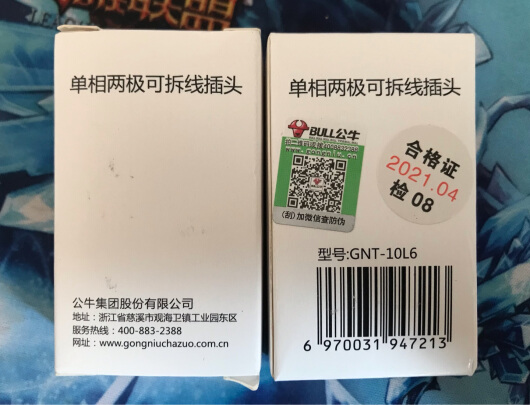 单相两极可拆线插头
公牛集团股份有限公司
地址：浙江省慈溪市观海卫镇工业园东区
服务热线：400-883-2388
网址：www.gongniuchazuo.com.cn
单相两极可拆线插头
BULL公牛
(刮)加微信查防伪
合格证
2021.04
检 08
型号:GNT-10L6
6 970031 947213